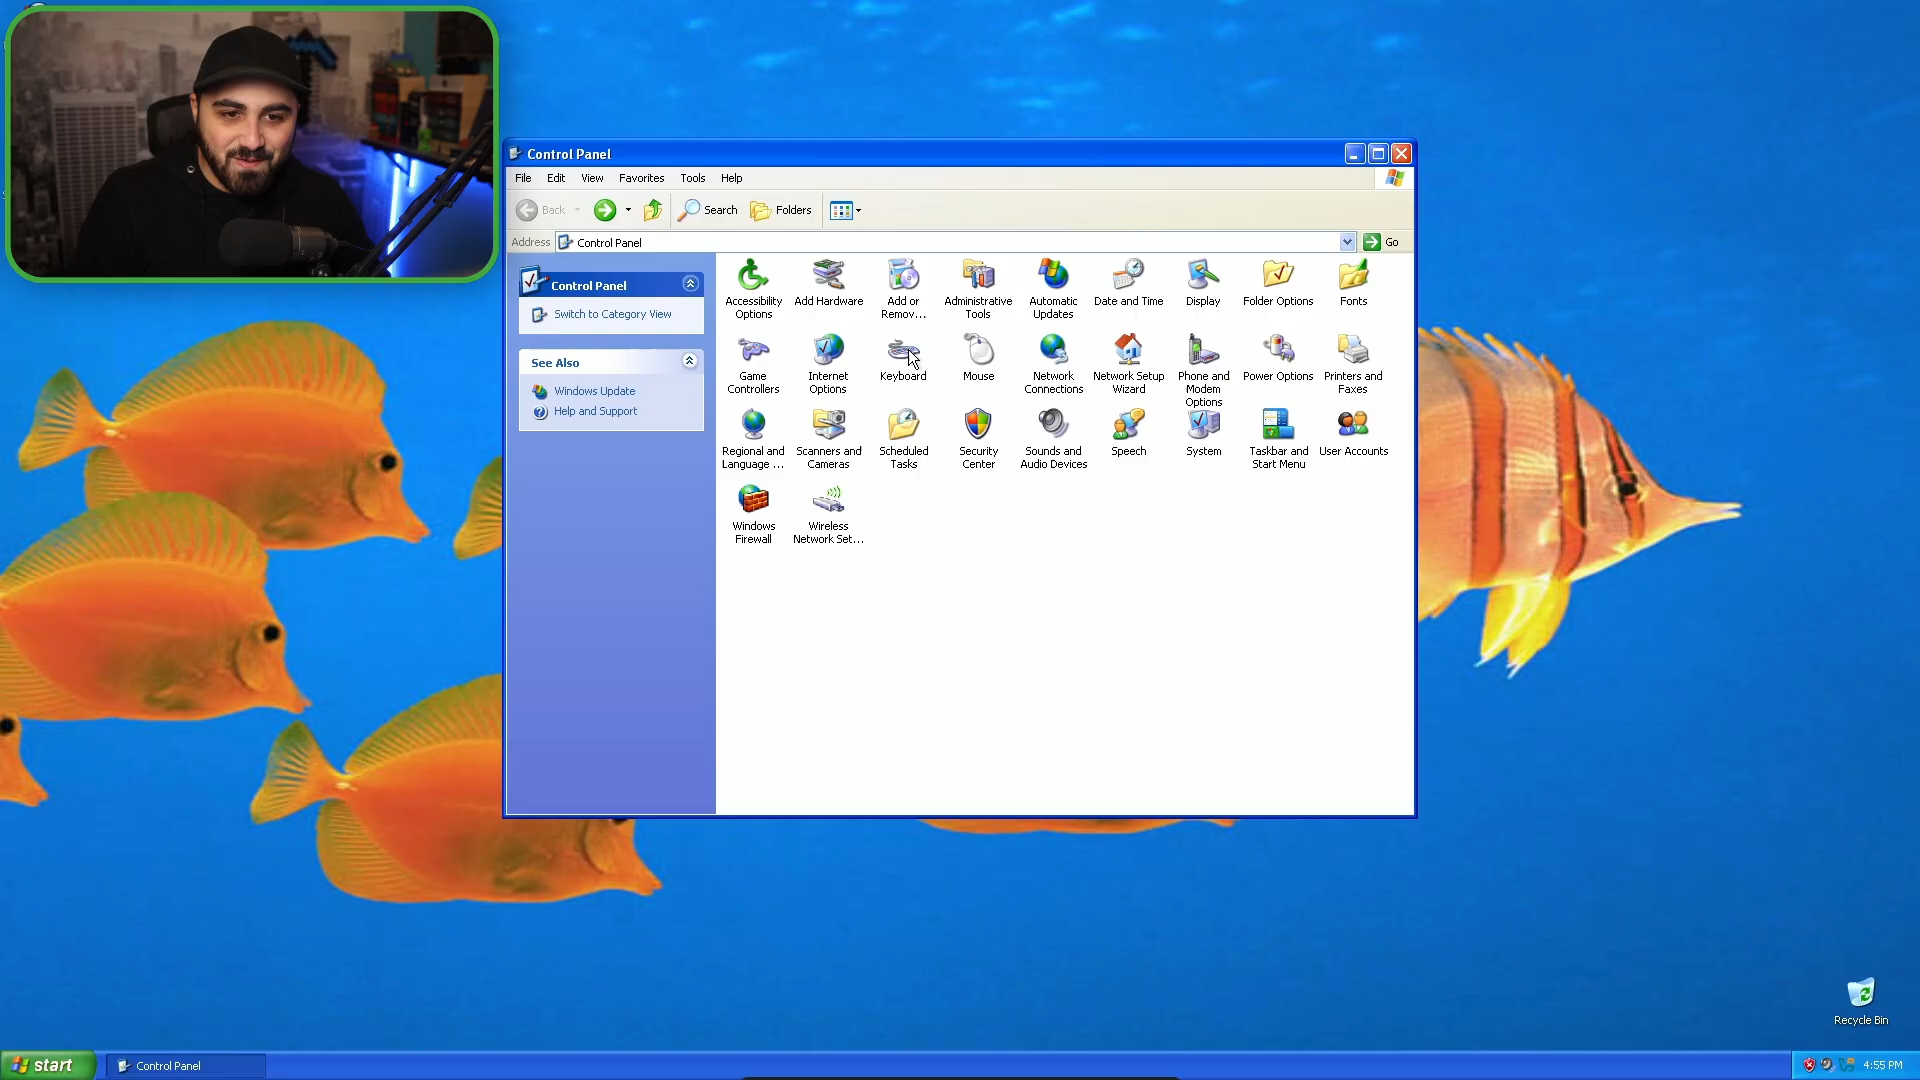 Control Panel
File Edit View Favorites Tools Help
Back Search Folders
Address Control Panel Go
Control Panel
Switch to Category View
See Also
Windows Update
Help and Support
Accessibility
Options
Add Hardware
Add or
Remov...
Administrative
Tools
Automatic
Updates
Date and Time
Display
Folder Options
Fonts
Game
Controllers
Internet
Options
Keyboard
Mouse
Network
Connections
Network Setup
Wizard
Phone and
Modem
Options
Power Options
Printers and
Faxes
Regional and
Language ...
Scanners and
Cameras
Scheduled
Tasks
Security
Center
Sounds and
Audio Devices
Speech
System
Taskbar and
Start Menu
User Accounts
Windows
Firewall
Wireless
Network Set...
Recycle Bin
start Control Panel 4:55 PM